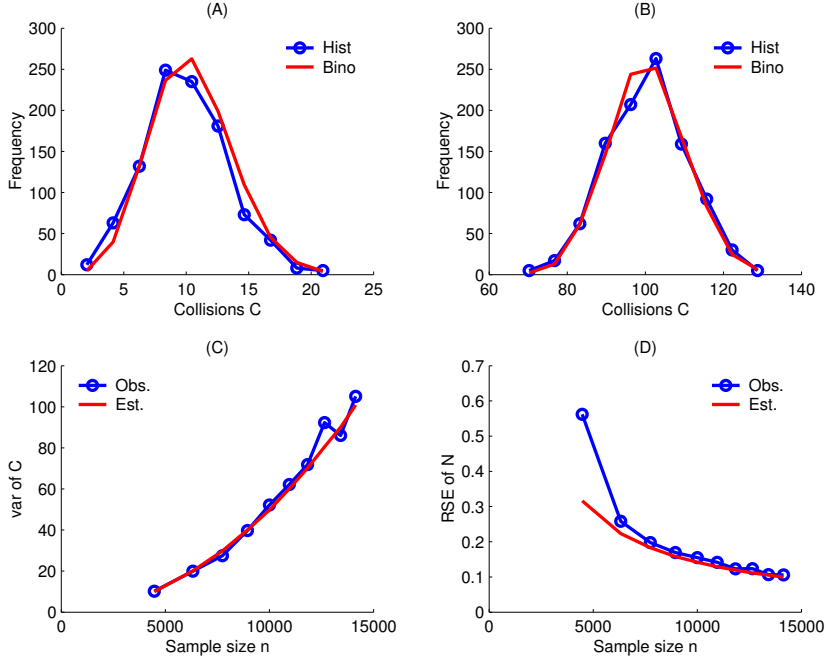 (A)
300
250
200
150
100
50
0
Frequency
Hist
Bino
0 5 10 15 20 25
Collisions C
(B)
300
250
200
150
100
50
0
Frequency
Hist
Bino
60 80 100 120 140
Collisions C
(C)
120
100
80
60
40
20
0
var of C
Obs.
Est.
0 5000 10000 15000
Sample size n
(D)
0.7
0.6
0.5
0.4
0.3
0.2
0.1
0
RSE of N
Obs.
Est.
0 5000 10000 15000
Sample size n